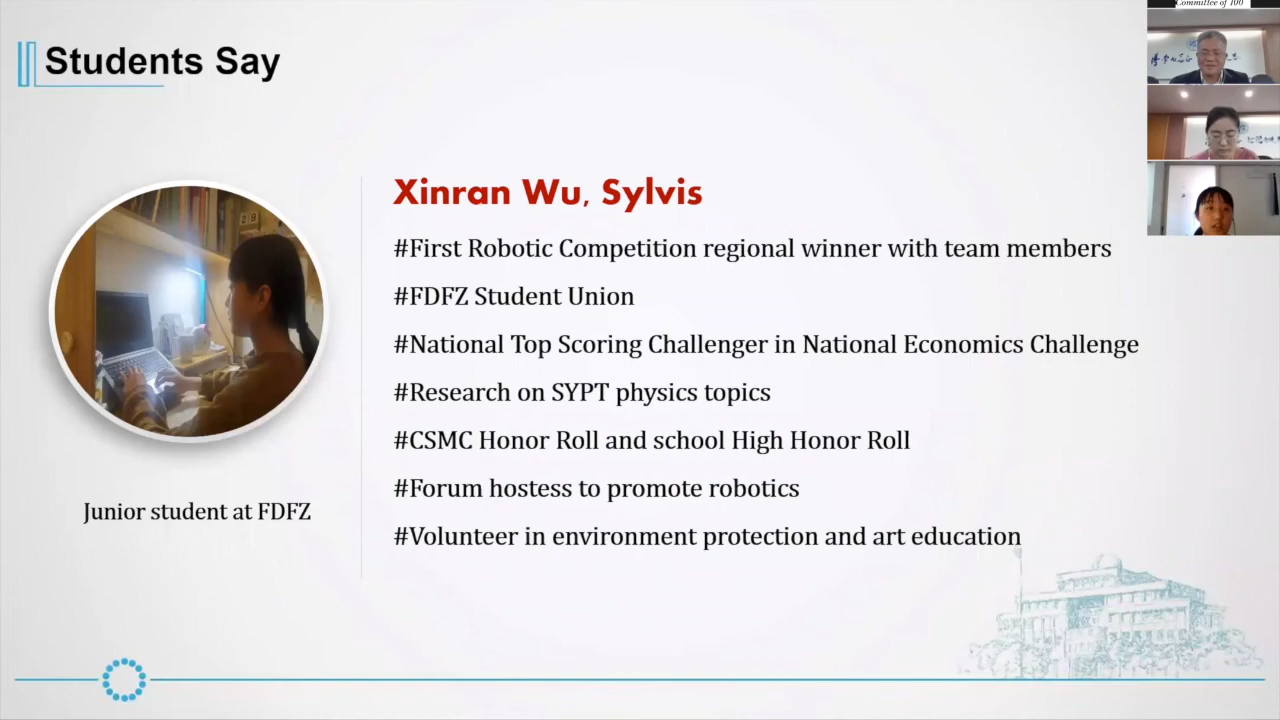 Committee of 100
Students Say
Xinran Wu, Sylvis
#First Robotic Competition regional winner with team members
#FDFZ Student Union
#National Top Scoring Challenger in National Economics Challenge
#Research on SYPT physics topics
#CSMC Honor Roll and school High Honor Roll
#Forum hostess to promote robotics
#Volunteer in environment protection and art education
Junior student at FDFZ
29